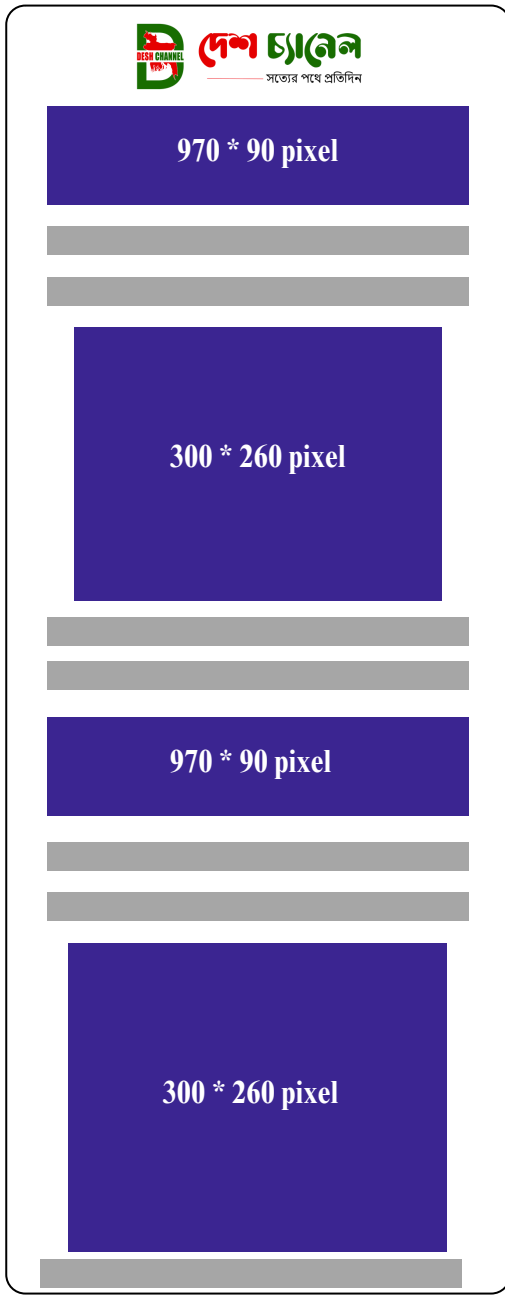 DESH CHANNEL
দেশ চ্যানেল
সত্যের পথে প্রতিদিন
970 * 90 pixel
300 * 260 pixel
970 * 90 pixel
300 * 260 pixel